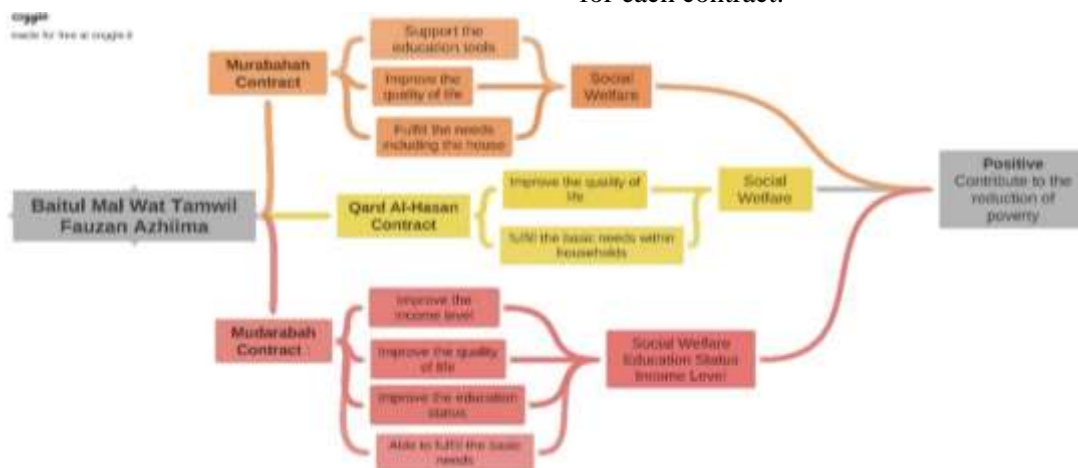 for each contract.
coggle
made for free at coggle.it
Murabahah
Contract
Support the
education tools
Improve the
quality of life
Fulfil the needs
including the house
Social
Welfare
Baitul Mal Wat Tamwil
Fauzan Azhiima
Qard Al-Hasan
Contract
Improve the quality of
life
fulfil the basic needs within
households
Social
Welfare
Positive
Contribute to the
reduction of
poverty
Mudarabah
Contract
Improve the
income level
Improve the quality
of life
Improve the education
status
Able to fulfil the basic
needs
Social Welfare
Education Status
Income Level